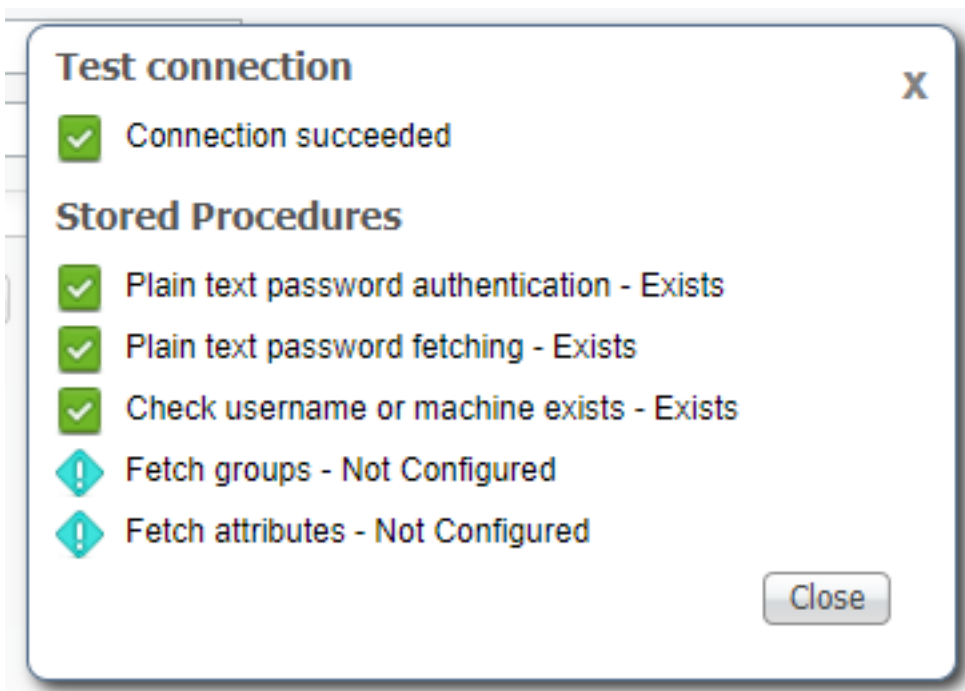 Test connection
X
Connection succeeded
Stored Procedures
Plain text password authentication - Exists
Plain text password fetching - Exists
Check username or machine exists - Exists
Fetch groups - Not Configured
Fetch attributes - Not Configured
Close